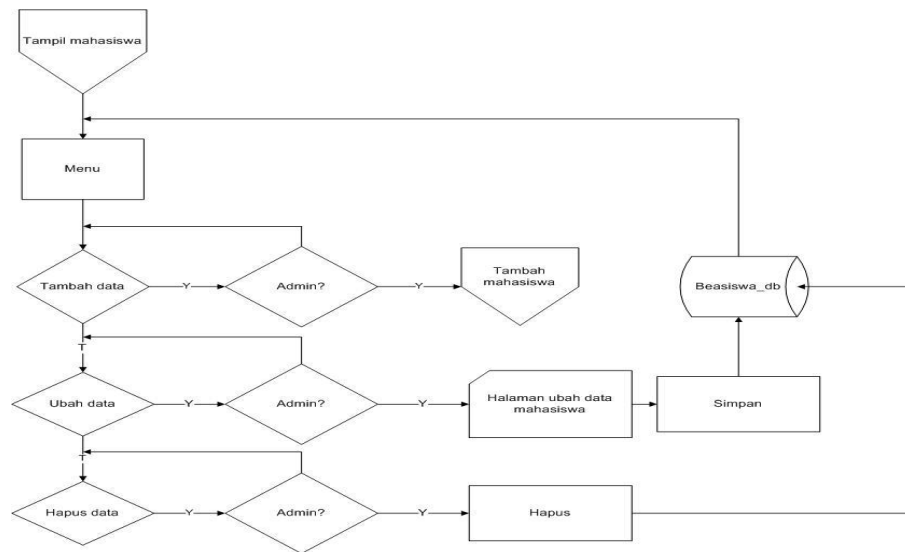 Tampil mahasiswa
Menu
Tambah data
Y
Admin?
Y
Tambah
mahasiswa
Beasiswa_db
T
Ubah data
Y
Admin?
Y
Halaman ubah data
mahasiswa
Simpan
T
Hapus data
Y
Admin?
Y
Hapus